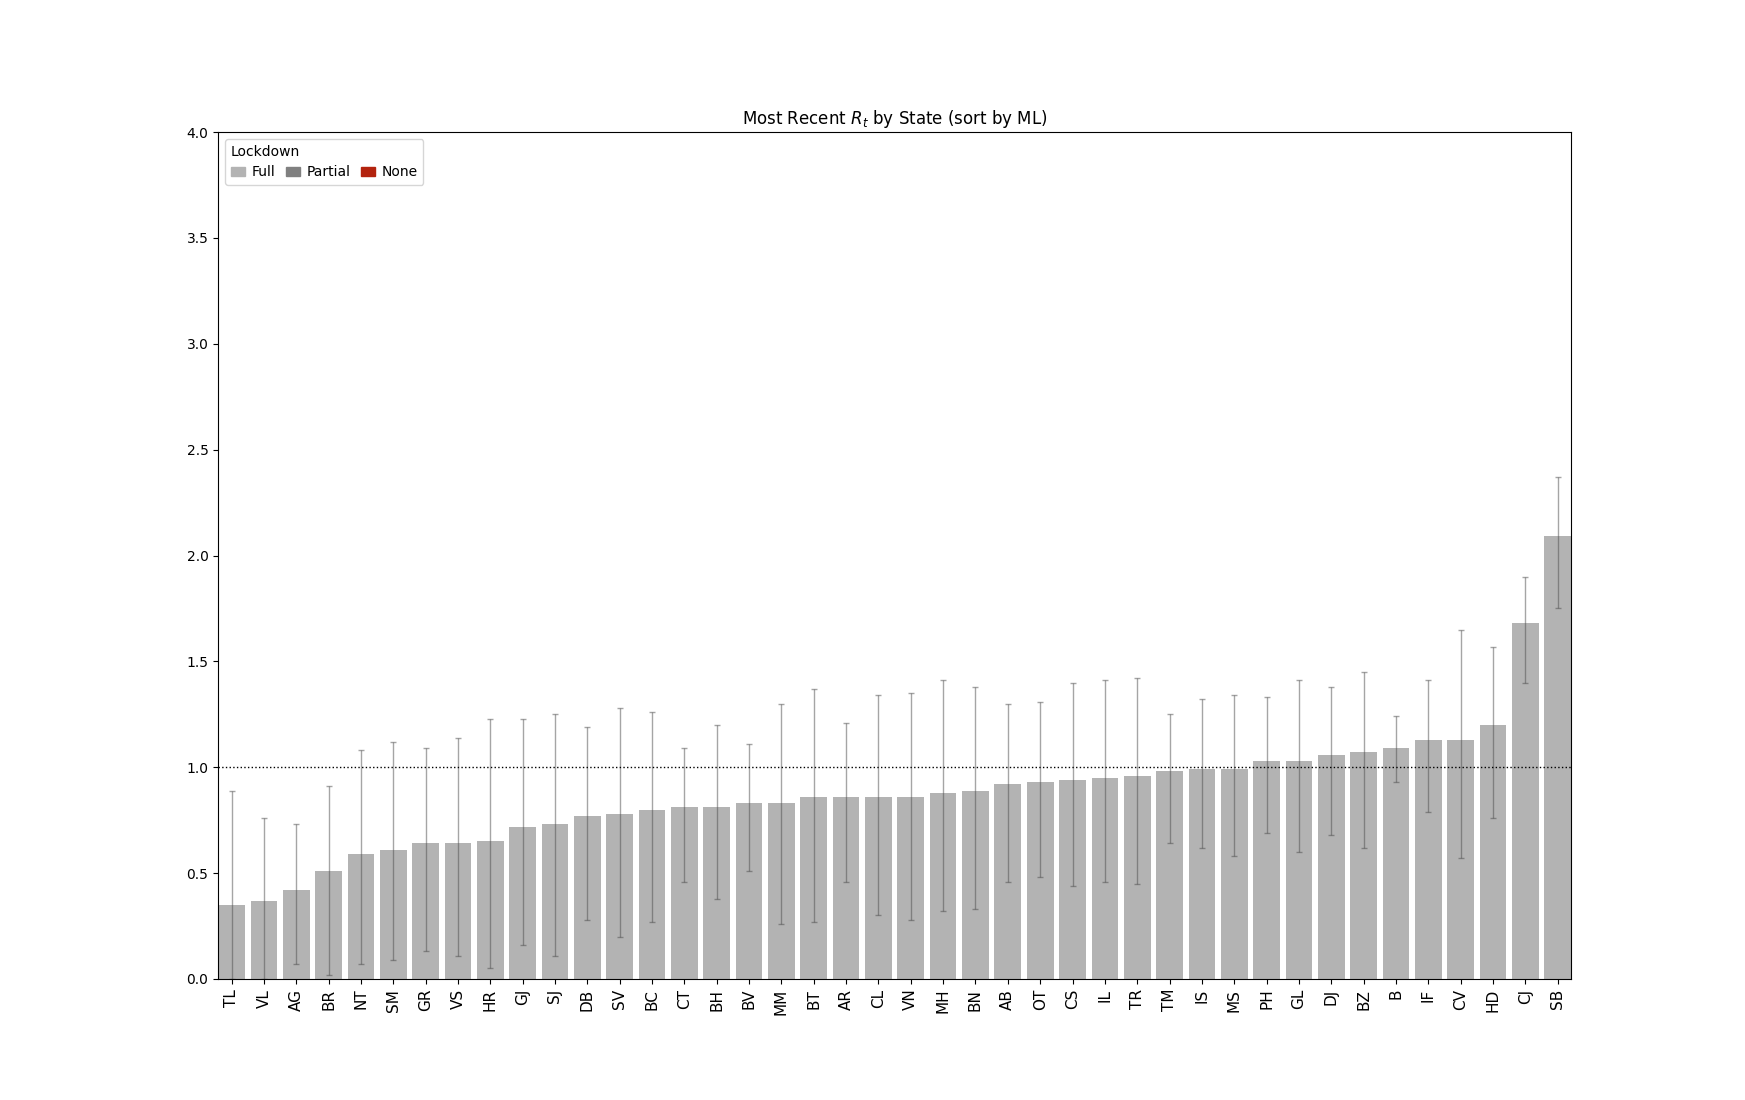 Most Recent Rt by State (sort by ML)
4.0
Lockdown
Full Partial None
3.5
3.0
2.5
2.0
1.5
1.0
0.5
0.0
TL VL AG BR NT SM GR VS HR GJ SJ DB SV BC CT BH BV MM BT AR CL VN MH BN AB OT CS IL TR TM IS MS PH GL DJ BZ B IF CV HD CJ SB